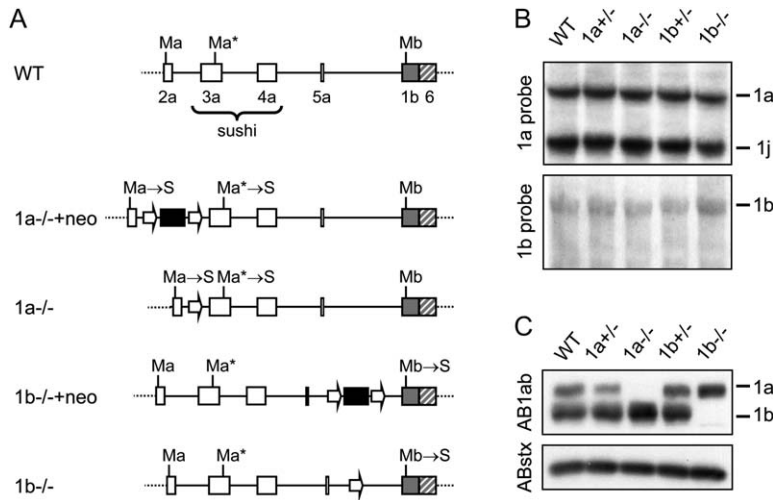 A
WT
Ma Ma* Mb
2a 3a 4a 5a 1b 6
sushi
1a-/-+neo
Ma→S Ma*→S Mb
1a-/-
Ma→S Ma*→S Mb
1b-/-+neo
Ma Ma* Mb→S
1b-/-
Ma Ma* Mb→S
B
WT 1a+/- 1a-/- 1b+/- 1b-/-
1a probe
1a
1j
1b probe
1b
C
WT 1a+/- 1a-/- 1b+/- 1b-/-
AB1ab
1a
1b
ABstx